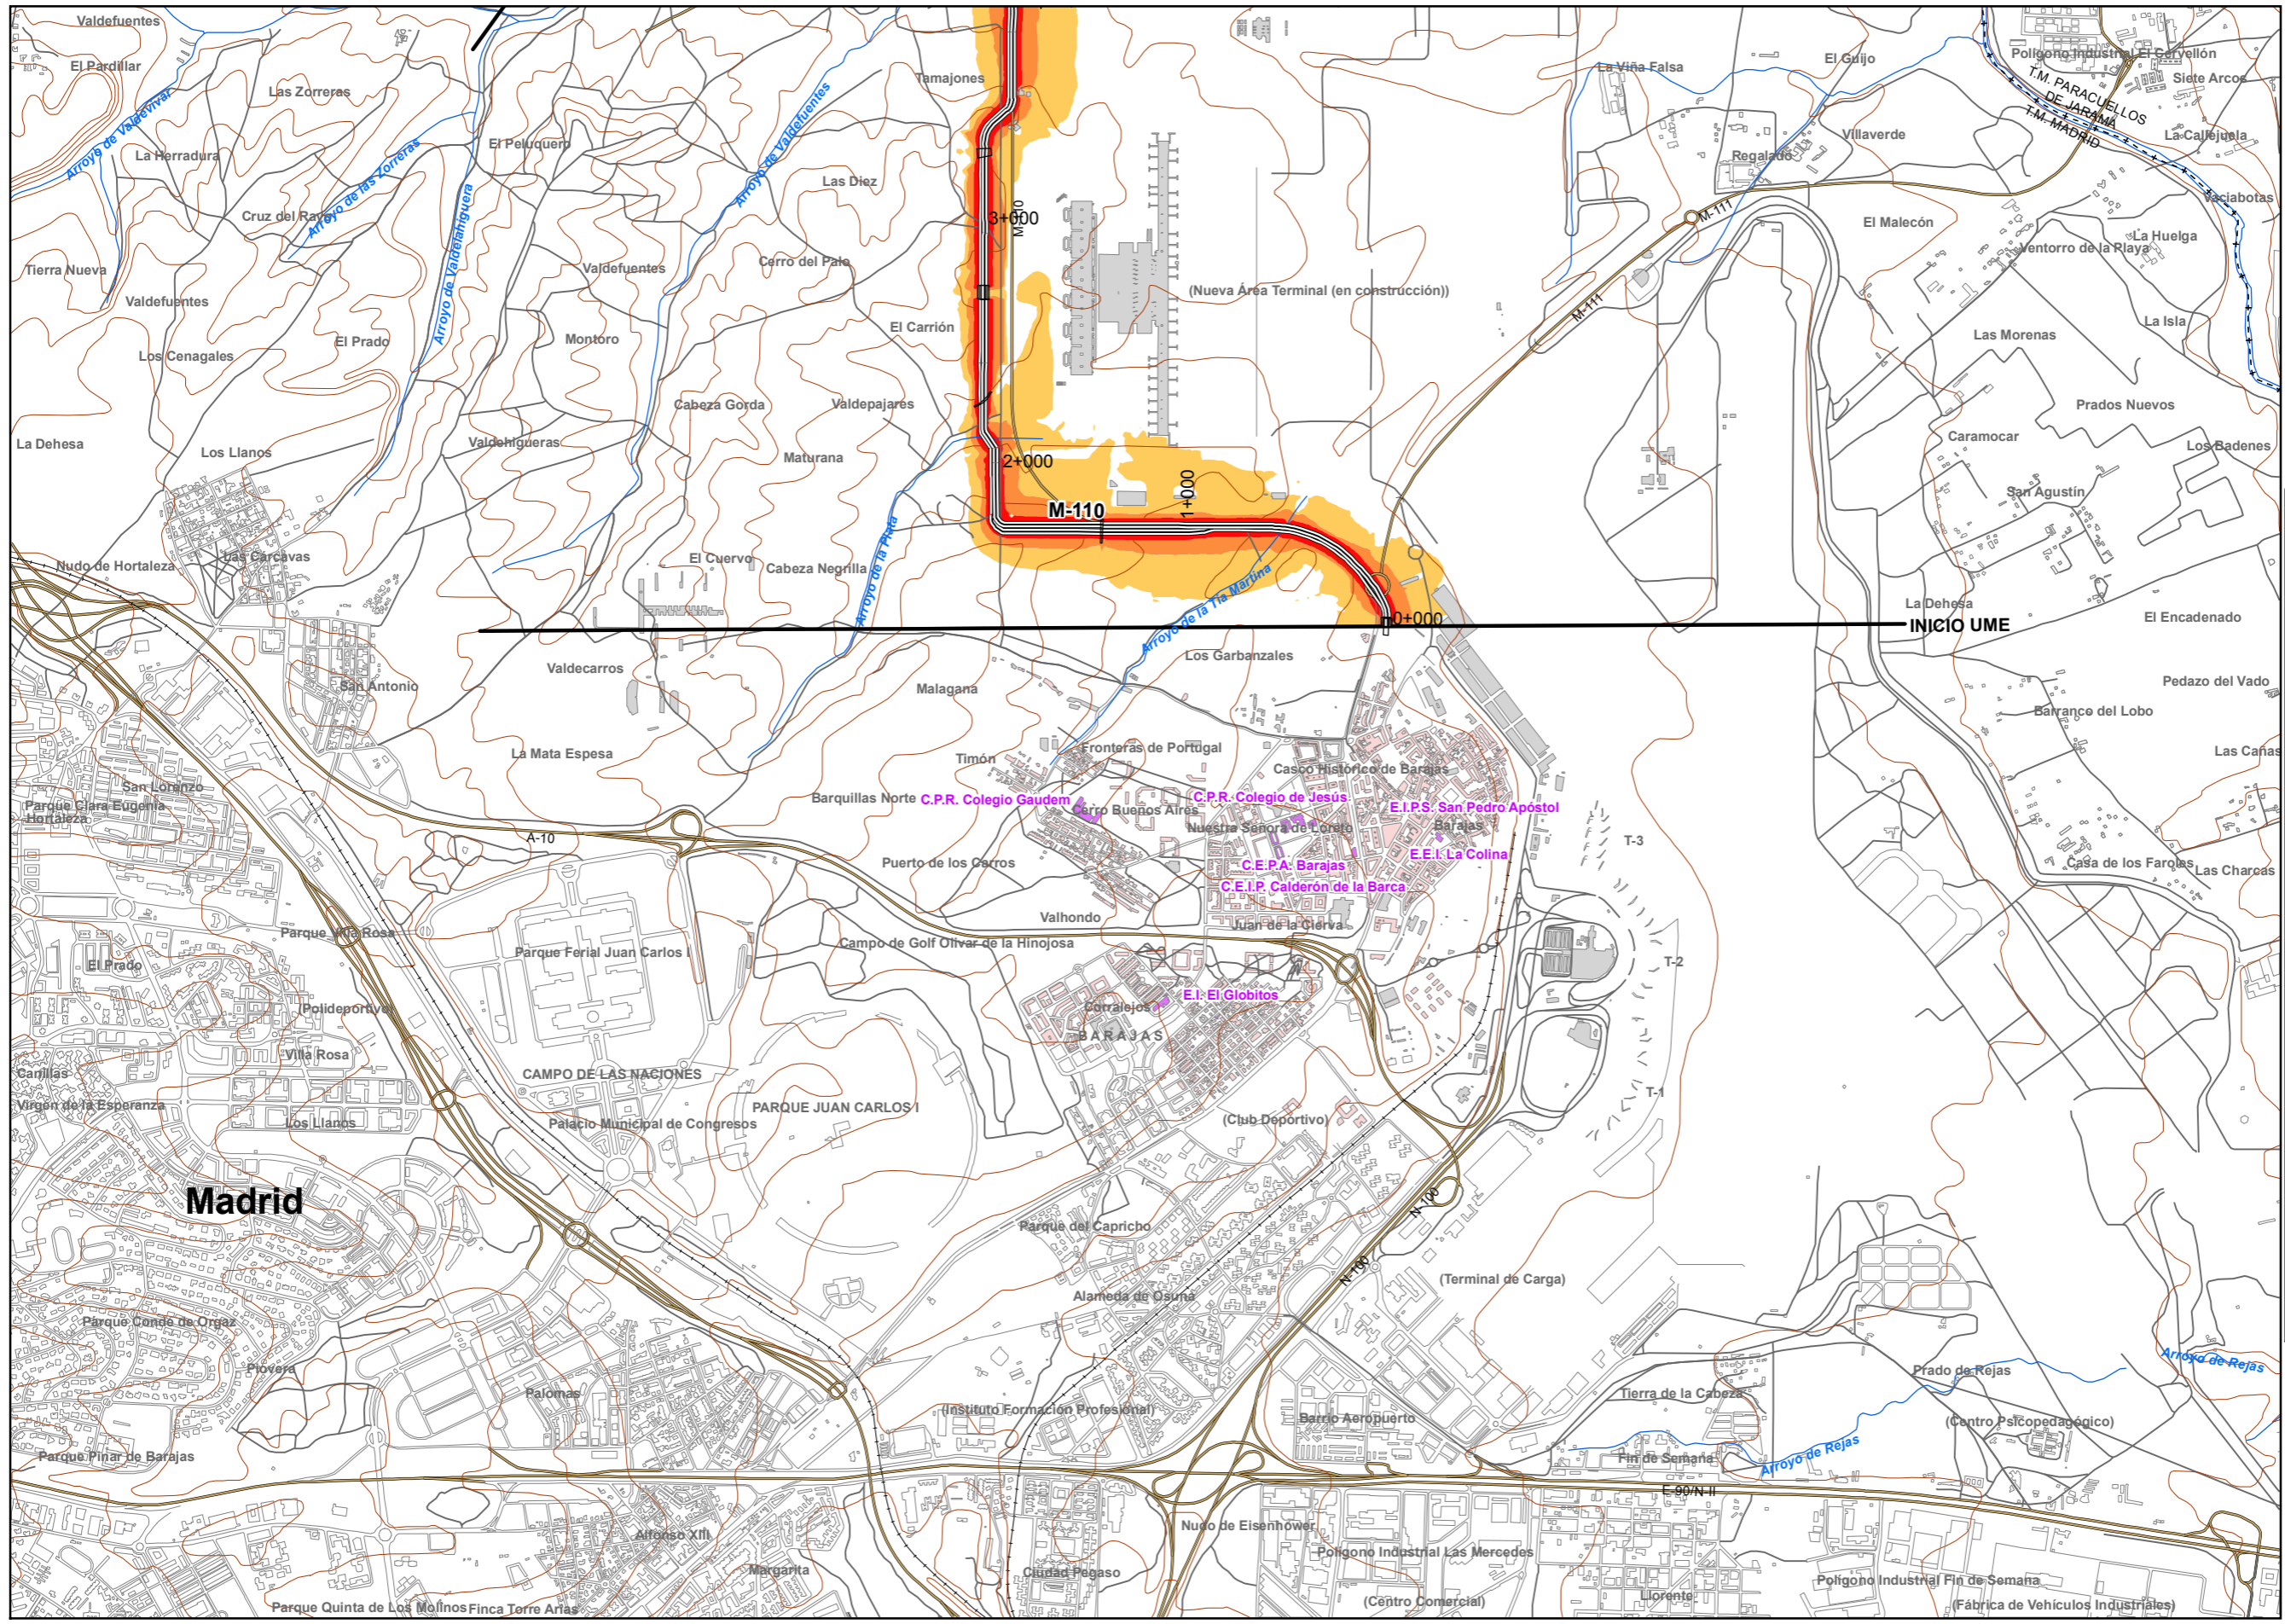 Valdefuentes
El Pardillar
Tamajones
La Viña Falsa
El Guijo
Polígono Industrial El Cervellón
Siete Arcos
T.M. PARACUELLOS
DE JARAMA
T.M. MADRID
Las Zorreras
Arroyo de Valdevivar
Arroyo de las Zorreras
Arroyo de Valdefuentes
El Peluquero
Villaverde
La Callejuela
La Herradura
Regalado
Las Diez
Arroyo de Valdelahiguera
Cruz del Rayo
3+000
M-110
M-111
El Malecón
Vaciabotas
La Huelga
Ventorro de la Playa
Tierra Nueva
Valdefuentes
Valdefuentes
Cerro del Palo
(Nueva Área Terminal (en construcción))
M-111
El Carrión
La Isla
Las Morenas
El Prado
Montoro
Los Cenagales
Cabeza Gorda
Valdepajares
Prados Nuevos
La Dehesa
Los Llanos
Valdehigueras
Maturana
2+000
Caramocar
Los Badenes
1+000
San Agustín
M-110
Las Cárcavas
Nudo de Hortaleza
El Cuervo
Cabeza Negrilla
Arroyo de la Plata
Arroyo de la Tía Martina
0+000
La Dehesa
INICIO UME
El Encadenado
Valdecarros
Los Garbanzales
San Antonio
Malagana
Pedazo del Vado
Barranco del Lobo
La Mata Espesa
Timón
Fronteras de Portugal
Las Cañas
Casco Histórico de Barajas
San Lorenzo
Parque Clara Eugenia
Hortaleza
Barquillas Norte
C.P.R. Colegio Gaudem
Cerro Buenos Aires
C.P.R. Colegio de Jesús
E.I.P.S. San Pedro Apóstol
Nuestra Señora de Loreto
Barajas
A-10
T-3
Puerto de los Carros
C.E.P.A. Barajas
E.E.I. La Colina
Casa de los Faroles
Las Charcas
C.E.I.P. Calderón de la Barca
Valhondo
Juan de la Cierva
Parque Villa Rosa
Parque Ferial Juan Carlos I
Campo de Golf Olivar de la Hinojosa
El Prado
T-2
(Polideportivo)
E.I. El Globitos
Corralejos
BARAJAS
Villa Rosa
Canillas
CAMPO DE LAS NACIONES
Virgen de la Esperanza
PARQUE JUAN CARLOS I
T-1
Los Llanos
Palacio Municipal de Congresos
(Club Deportivo)
Madrid
N-100
Parque del Capricho
N-100
(Terminal de Carga)
Alameda de Osuna
Parque Conde de Orgaz
Piovera
Arroyo de Rejas
Prado de Rejas
Palomas
Tierra de la Cabeza
(Instituto Formación Profesional)
Barrio Aeropuerto
(Centro Psicopedagógico)
Parque Pinar de Barajas
Fin de Semana
Arroyo de Rejas
E-90/N-II
Alfonso XIII
Nudo de Eisenhower
Polígono Industrial Las Mercedes
Margarita
Ciudad Pegaso
Polígono Industrial Fin de Semana
Llorente
Parque Quinta de Los Molinos
Finca Torre Arias
(Centro Comercial)
(Fábrica de Vehículos Industriales)